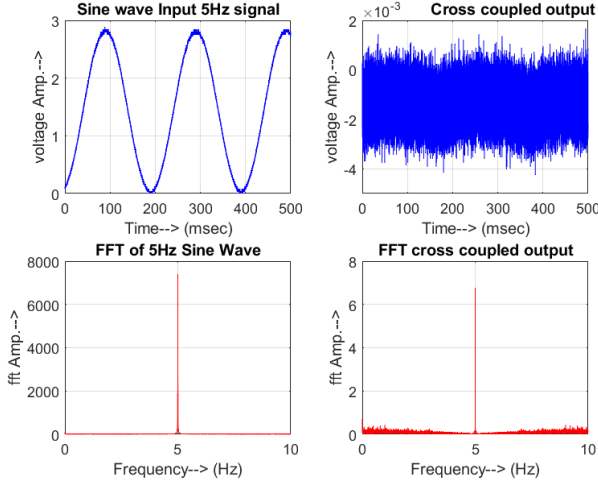 Sine wave Input 5Hz signal
3
2
1
0
voltage Amp.-->
0 100 200 300 400 500
Time--> (msec)
Cross coupled output
×10⁻³
2
0
-2
-4
voltage Amp.-->
0 100 200 300 400 500
Time--> (msec)
FFT of 5Hz Sine Wave
8000
6000
4000
2000
0
fft Amp.-->
0 5 10
Frequency--> (Hz)
FFT cross coupled output
8
6
4
2
0
fft Amp.-->
0 5 10
Frequency--> (Hz)